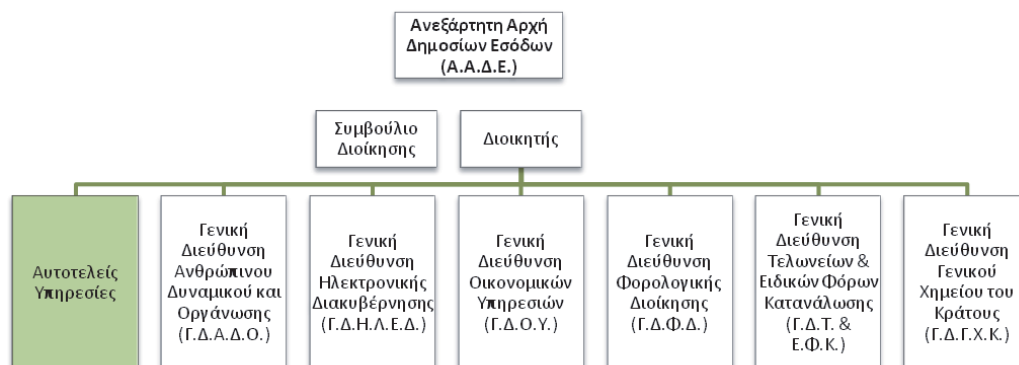 Ανεξάρτητη Αρχή
Δημοσίων Εσόδων
(Α.Α.Δ.Ε.)
Συμβούλιο
Διοίκησης
Διοικητής
Αυτοτελείς
Υπηρεσίες
Γενική
Διεύθυνση
Ανθρώπινου
Δυναμικού και
Οργάνωσης
(Γ.Δ.Α.Δ.Ο.)
Γενική
Διεύθυνση
Ηλεκτρονικής
Διακυβέρνησης
(Γ.Δ.Η.Λ.Ε.Δ.)
Γενική
Διεύθυνση
Οικονομικών
Υπηρεσιών
(Γ.Δ.Ο.Υ.)
Γενική
Διεύθυνση
Φορολογικής
Διοίκησης
(Γ.Δ.Φ.Δ.)
Γενική
Διεύθυνση
Τελωνείων &
Ειδικών Φόρων
Κατανάλωσης
(Γ.Δ.Τ. &
Ε.Φ.Κ.)
Γενική
Διεύθυνση
Γενικού
Χημείου του
Κράτους
(Γ.Δ.Γ.Χ.Κ.)